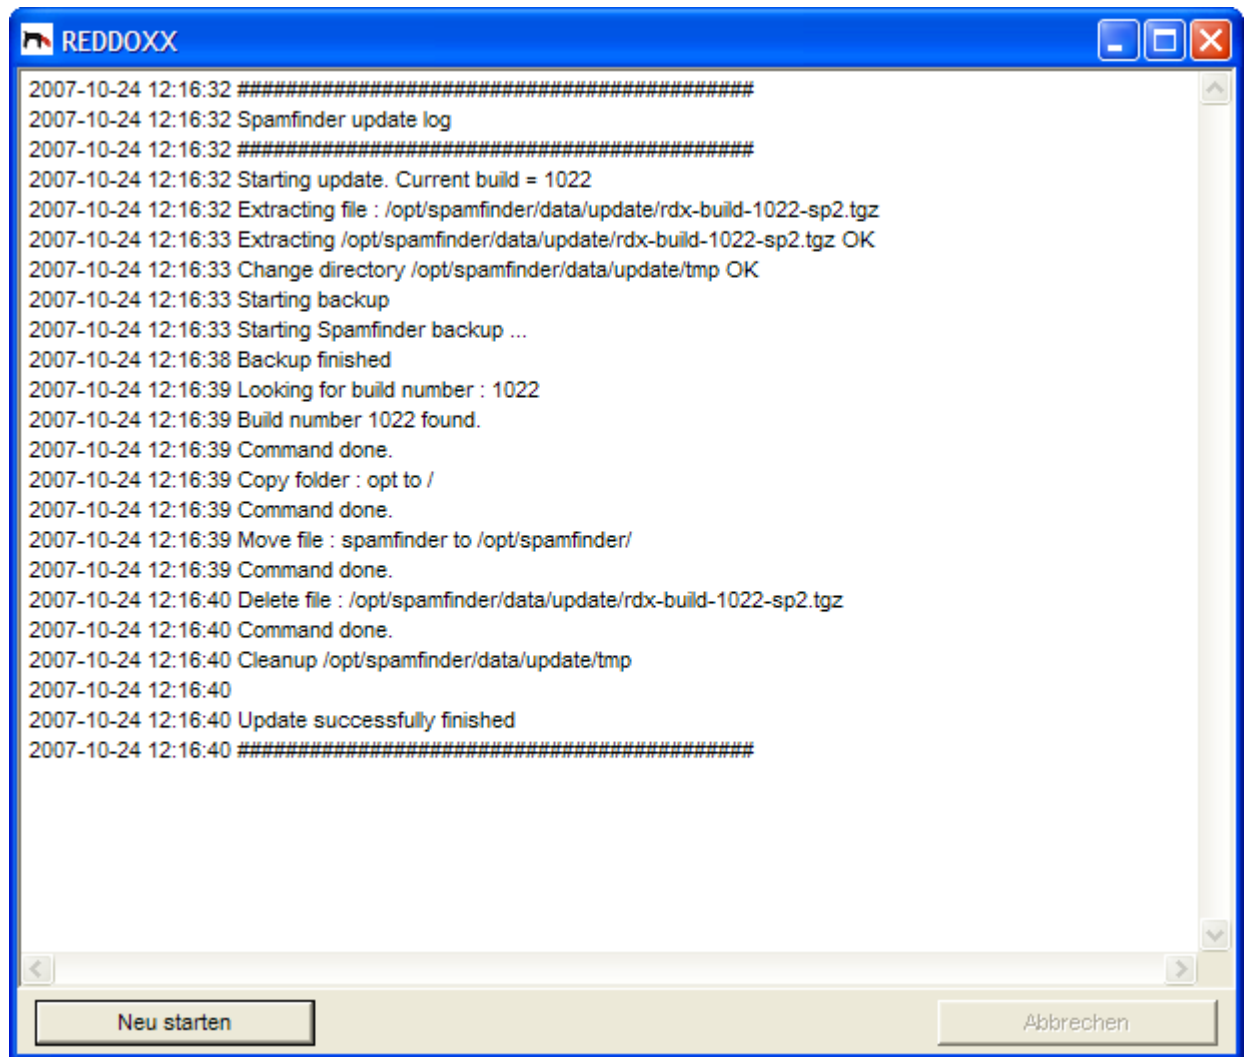 REDDOXX
2007-10-24 12:16:32 ###########################################
2007-10-24 12:16:32 Spamfinder update log
2007-10-24 12:16:32 ###########################################
2007-10-24 12:16:32 Starting update. Current build = 1022
2007-10-24 12:16:32 Extracting file : /opt/spamfinder/data/update/rdx-build-1022-sp2.tgz
2007-10-24 12:16:33 Extracting /opt/spamfinder/data/update/rdx-build-1022-sp2.tgz OK
2007-10-24 12:16:33 Change directory /opt/spamfinder/data/update/tmp OK
2007-10-24 12:16:33 Starting backup
2007-10-24 12:16:33 Starting Spamfinder backup ...
2007-10-24 12:16:38 Backup finished
2007-10-24 12:16:39 Looking for build number : 1022
2007-10-24 12:16:39 Build number 1022 found.
2007-10-24 12:16:39 Command done.
2007-10-24 12:16:39 Copy folder : opt to /
2007-10-24 12:16:39 Command done.
2007-10-24 12:16:39 Move file : spamfinder to /opt/spamfinder/
2007-10-24 12:16:39 Command done.
2007-10-24 12:16:40 Delete file : /opt/spamfinder/data/update/rdx-build-1022-sp2.tgz
2007-10-24 12:16:40 Command done.
2007-10-24 12:16:40 Cleanup /opt/spamfinder/data/update/tmp
2007-10-24 12:16:40
2007-10-24 12:16:40 Update successfully finished
2007-10-24 12:16:40 ###########################################
Neu starten
Abbrechen